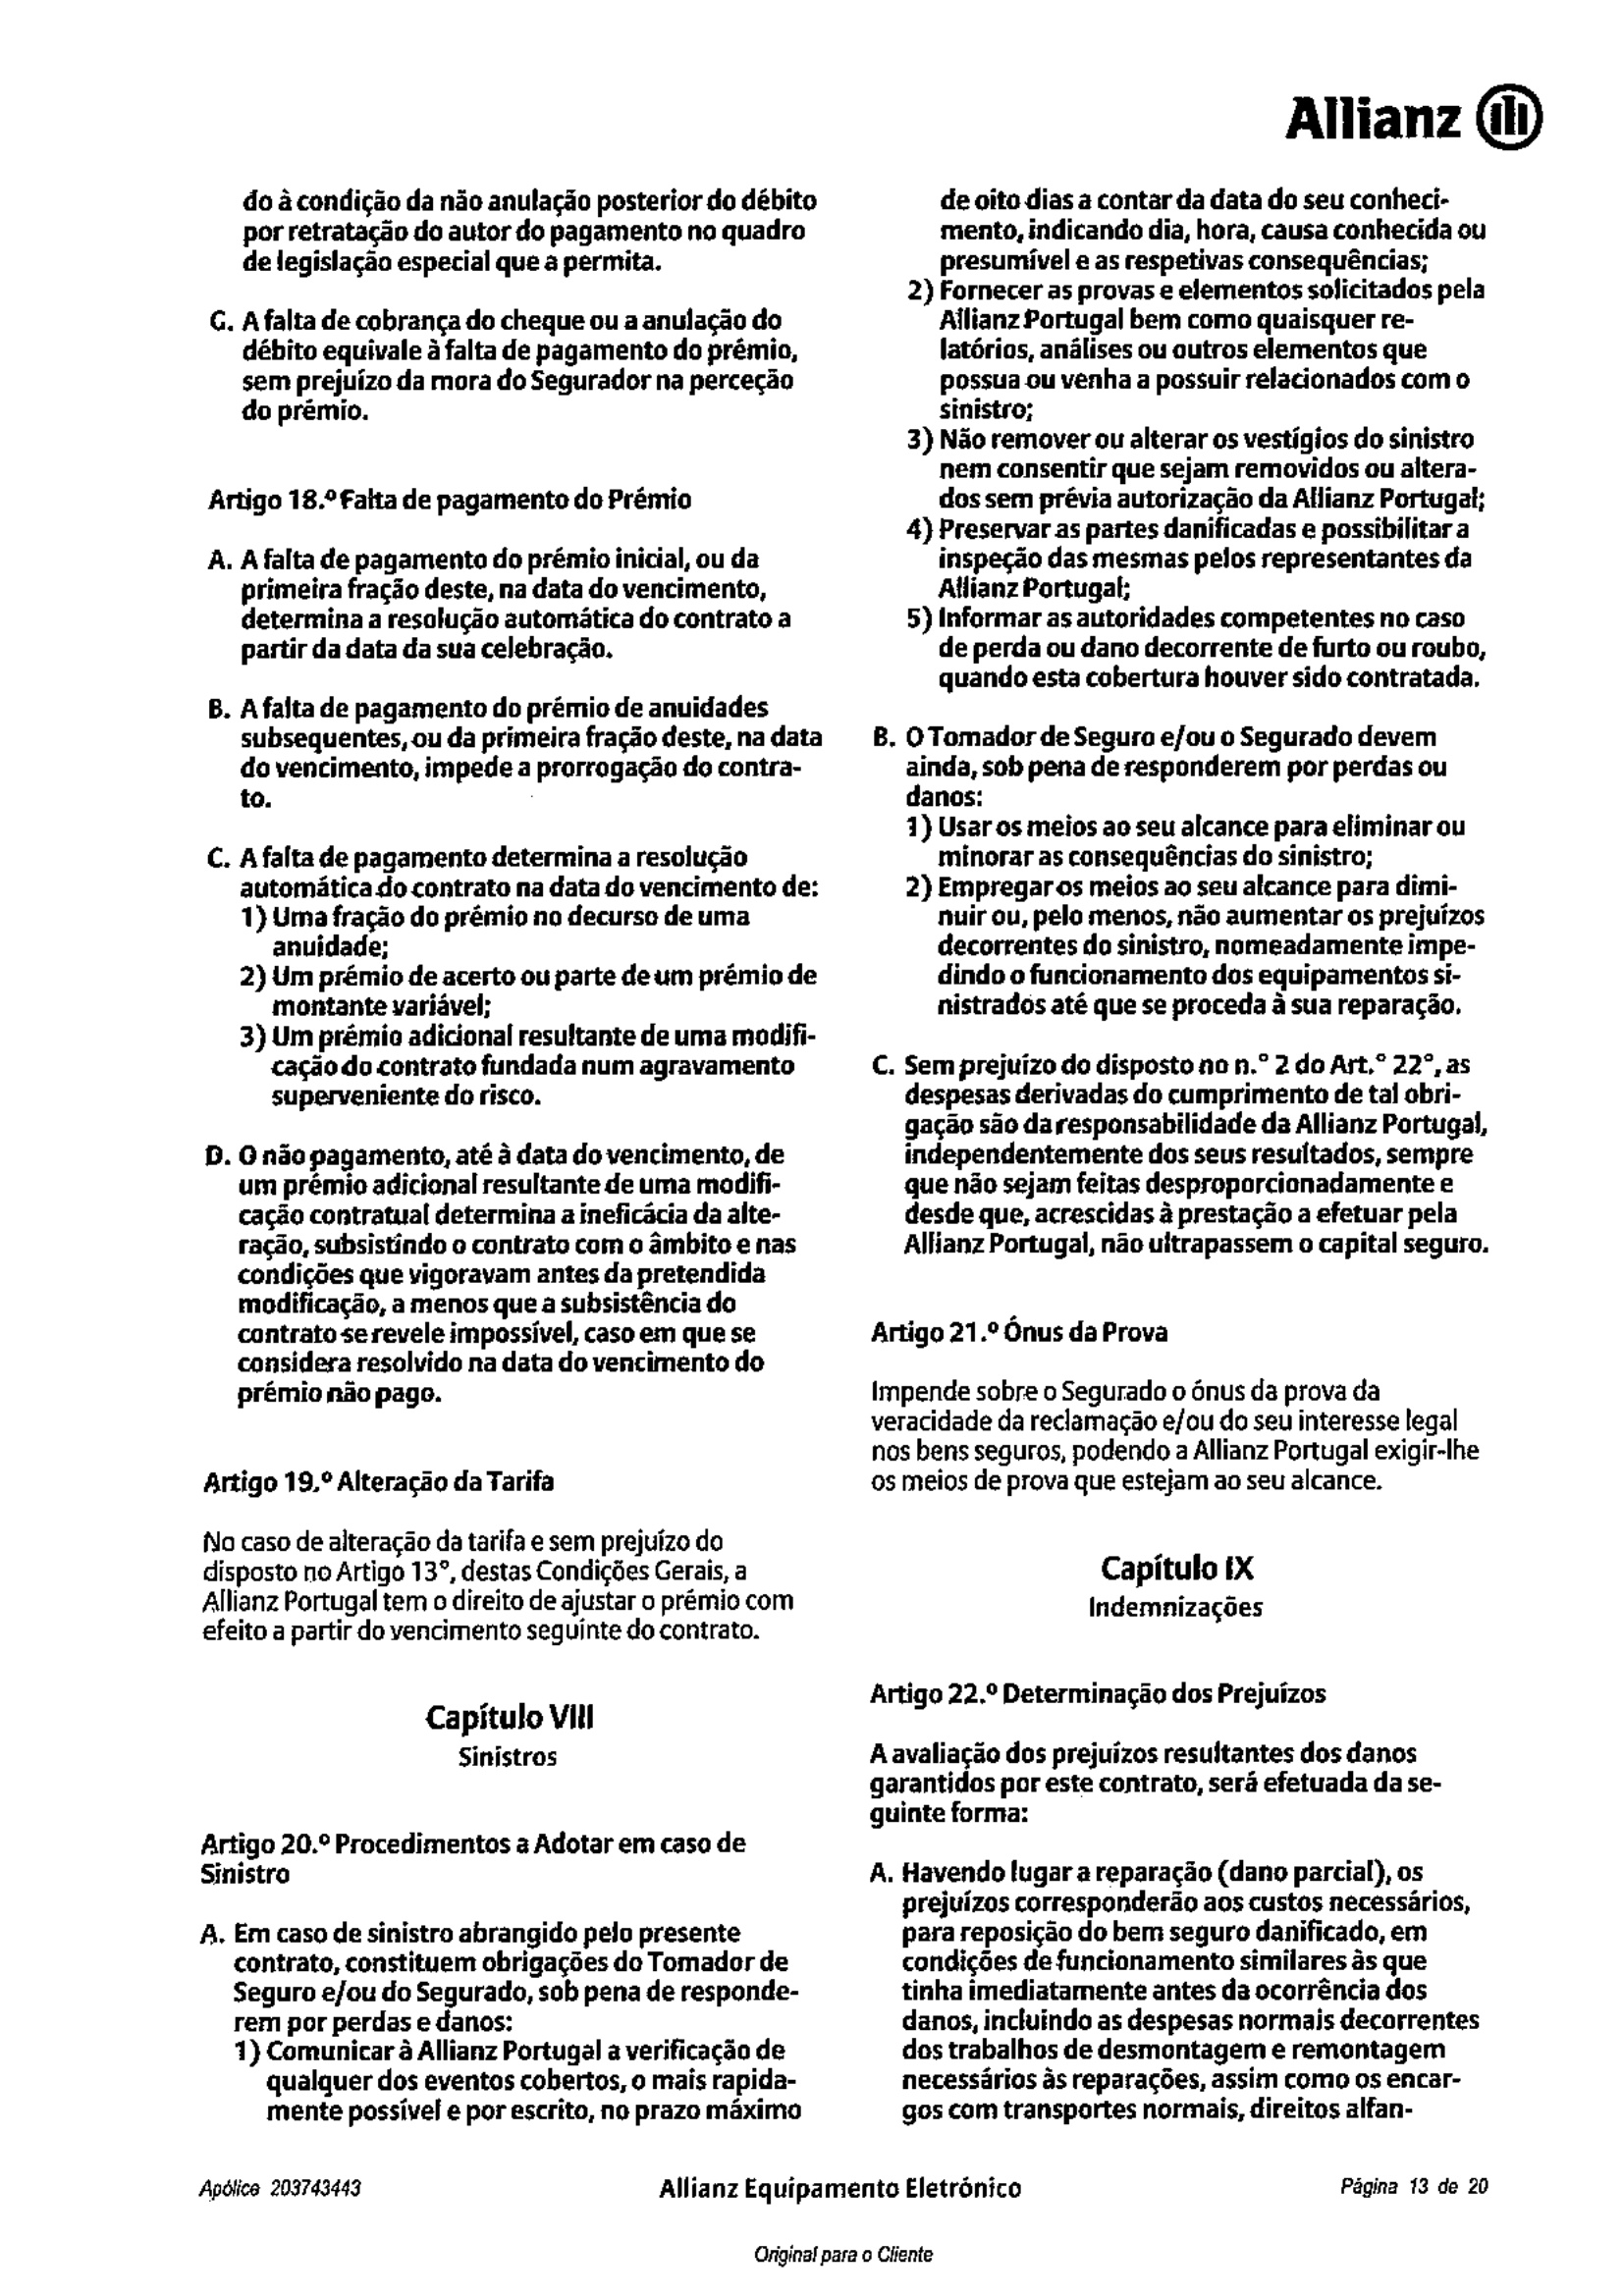 Allianz
do à condição da não anulação posterior do débito
por retratação do autor do pagamento no quadro
de legislação especial que a permita.
G. A falta de cobrança do cheque ou a anulação do
débito equivale à falta de pagamento do prémio,
sem prejuízo da mora do Segurador na perceção
do prémio.
Artigo 18.º Falta de pagamento do Prémio
A. A falta de pagamento do prémio inicial, ou da
primeira fração deste, na data do vencimento,
determina a resolução automática do contrato a
partir da data da sua celebração.
B. A falta de pagamento do prémio de anuidades
subsequentes, ou da primeira fração deste, na data
do vencimento, impede a prorrogação do contra-
to.
C. A falta de pagamento determina a resolução
automática do contrato na data do vencimento de:
1) Uma fração do prémio no decurso de uma
anuidade;
2) Um prémio de acerto ou parte de um prémio de
montante variável;
3) Um prémio adicional resultante de uma modifi-
cação do contrato fundada num agravamento
superveniente do risco.
D. O não pagamento, até à data do vencimento, de
um prémio adicional resultante de uma modifi-
cação contratual determina a ineficácia da alte-
ração, subsistindo o contrato com o âmbito e nas
condições que vigoravam antes da pretendida
modificação, a menos que a subsistência do
contrato se revele impossível, caso em que se
considera resolvido na data do vencimento do
prémio não pago.
Artigo 19.º Alteração da Tarifa
No caso de alteração da tarifa e sem prejuízo do
disposto no Artigo 13°, destas Condições Gerais, a
Allianz Portugal tem o direito de ajustar o prémio com
efeito a partir do vencimento seguinte do contrato.
Capítulo VIII
Sinistros
Artigo 20.º Procedimentos a Adotar em caso de
Sinistro
A. Em caso de sinistro abrangido pelo presente
contrato, constituem obrigações do Tomador de
Seguro e/ou do Segurado, sob pena de responde-
rem por perdas e danos:
1) Comunicar à Allianz Portugal a verificação de
qualquer dos eventos cobertos, o mais rapida-
mente possível e por escrito, no prazo máximo
de oito dias a contar da data do seu conheci-
mento, indicando dia, hora, causa conhecida ou
presumível e as respetivas consequências;
2) Fornecer as provas e elementos solicitados pela
Allianz Portugal bem como quaisquer re-
latórios, análises ou outros elementos que
possua ou venha a possuir relacionados com o
sinistro;
3) Não remover ou alterar os vestígios do sinistro
nem consentir que sejam removidos ou altera-
dos sem prévia autorização da Allianz Portugal;
4) Preservar as partes danificadas e possibilitar a
inspeção das mesmas pelos representantes da
Allianz Portugal;
5) Informar as autoridades competentes no caso
de perda ou dano decorrente de furto ou roubo,
quando esta cobertura houver sido contratada.
B. O Tomador de Seguro e/ou o Segurado devem
ainda, sob pena de responderem por perdas ou
danos:
1) Usar os meios ao seu alcance para eliminar ou
minorar as consequências do sinistro;
2) Empregar os meios ao seu alcance para dimi-
nuir ou, pelo menos, não aumentar os prejuízos
decorrentes do sinistro, nomeadamente impe-
dindo o funcionamento dos equipamentos si-
nistrados até que se proceda à sua reparação.
C. Sem prejuízo do disposto no n.° 2 do Art.° 22°, as
despesas derivadas do cumprimento de tal obri-
gação são da responsabilidade da Allianz Portugal,
independentemente dos seus resultados, sempre
que não sejam feitas desproporcionadamente e
desde que, acrescidas à prestação a efetuar pela
Allianz Portugal, não ultrapassem o capital seguro.
Artigo 21.º Ónus da Prova
Impende sobre o Segurado o ónus da prova da
veracidade da reclamação e/ou do seu interesse legal
nos bens seguros, podendo a Allianz Portugal exigir-lhe
os meios de prova que estejam ao seu alcance.
Capítulo IX
Indemnizações
Artigo 22.º Determinação dos Prejuízos
A avaliação dos prejuízos resultantes dos danos
garantidos por este contrato, será efetuada da se-
guinte forma:
A. Havendo lugar a reparação (dano parcial), os
prejuízos corresponderão aos custos necessários,
para reposição do bem seguro danificado, em
condições de funcionamento similares às que
tinha imediatamente antes da ocorrência dos
danos, incluindo as despesas normais decorrentes
dos trabalhos de desmontagem e remontagem
necessários às reparações, assim como os encar-
gos com transportes normais, direitos alfan-
Apólice 203743443
Allianz Equipamento Eletrónico
Página 13 de 20
Original para o Cliente